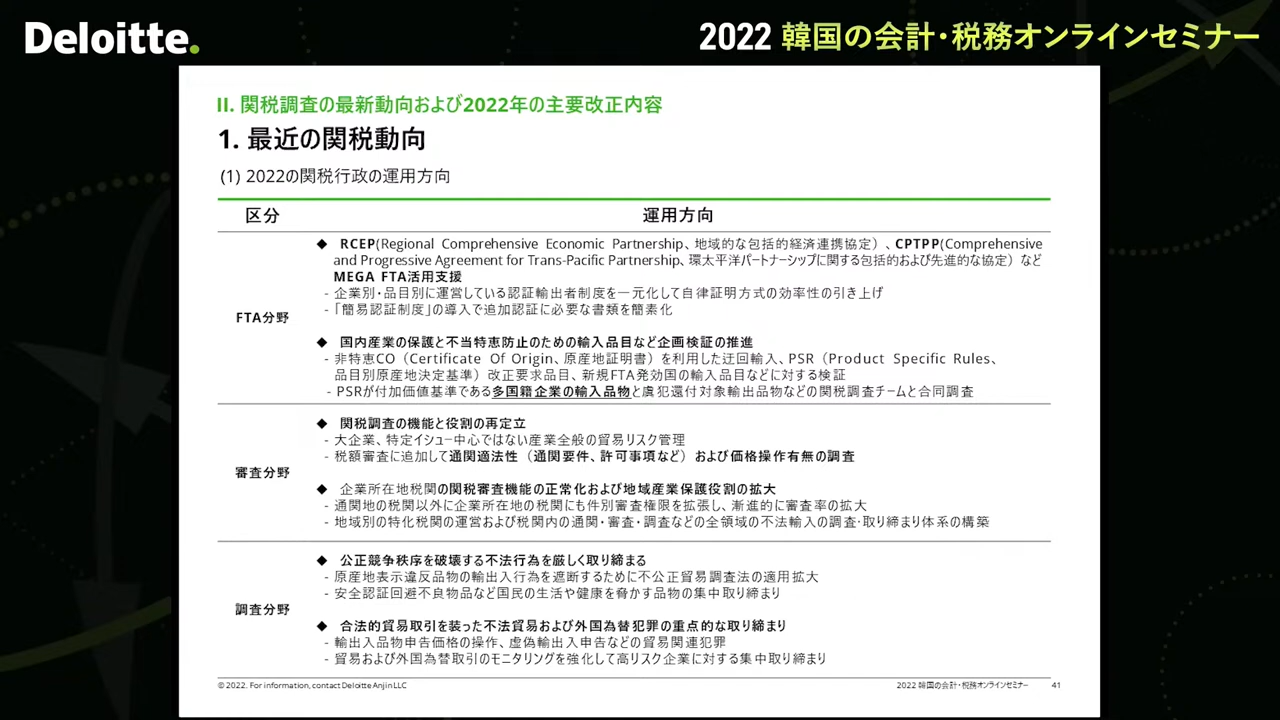 Deloitte.
2022 韓国の会計・税務オンラインセミナー
II. 関税調査の最新動向および2022年の主要改正内容
1. 最近の関税動向
(1) 2022の関税行政の運用方向
区分 運用方向
FTA分野
◆ RCEP(Regional Comprehensive Economic Partnership、地域的な包括的経済連携協定）、CPTPP(Comprehensive
and Progressive Agreement for Trans-Pacific Partnership、環太平洋パートナーシップに関する包括的および先進的な協定）など
MEGA FTA活用支援
- 企業別・品目別に運営している認証輸出者制度を一元化して自律証明方式の効率性の引き上げ
- 「簡易認証制度」の導入で追加認証に必要な書類を簡素化
◆ 国内産業の保護と不当特恵防止のための輸入品目など企画検証の推進
- 非特恵CO（Certificate Of Origin、原産地証明書）を利用した迂回輸入、PSR（Product Specific Rules、
品目別原産地決定基準）改正要求品目、新規FTA発効国の輸入品目などに対する検証
- PSRが付加価値基準である多国籍企業の輸入品物と虞犯還付対象輸出品物などの関税調査チームと合同調査
審査分野
◆ 関税調査の機能と役割の再定立
- 大企業、特定イシュー中心ではない産業全般の貿易リスク管理
- 税額審査に追加して通関適法性（通関要件、許可事項など）および価格操作有無の調査
◆ 企業所在地税関の関税審査機能の正常化および地域産業保護役割の拡大
- 通関地の税関以外に企業所在地の税関にも件別審査権限を拡張し、漸進的に審査率の拡大
- 地域別の特化税関の運営および税関内の通関・審査・調査などの全領域の不法輸入の調査·取り締まり体系の構築
調査分野
◆ 公正競争秩序を破壊する不法行為を厳しく取り締まる
- 原産地表示違反品物の輸出入行為を遮断するために不公正貿易調査法の適用拡大
- 安全認証回避不良物品など国民の生活や健康を脅かす品物の集中取り締まり
◆ 合法的貿易取引を装った不法貿易および外国為替犯罪の重点的な取り締まり
- 輸出入品物申告価格の操作、虚偽輸出入申告などの貿易関連犯罪
- 貿易および外国為替取引のモニタリングを強化して高リスク企業に対する集中取り締まり
© 2022. For information, contact Deloitte Anjin LLC
2022 韓国の会計・税務オンラインセミナー 41